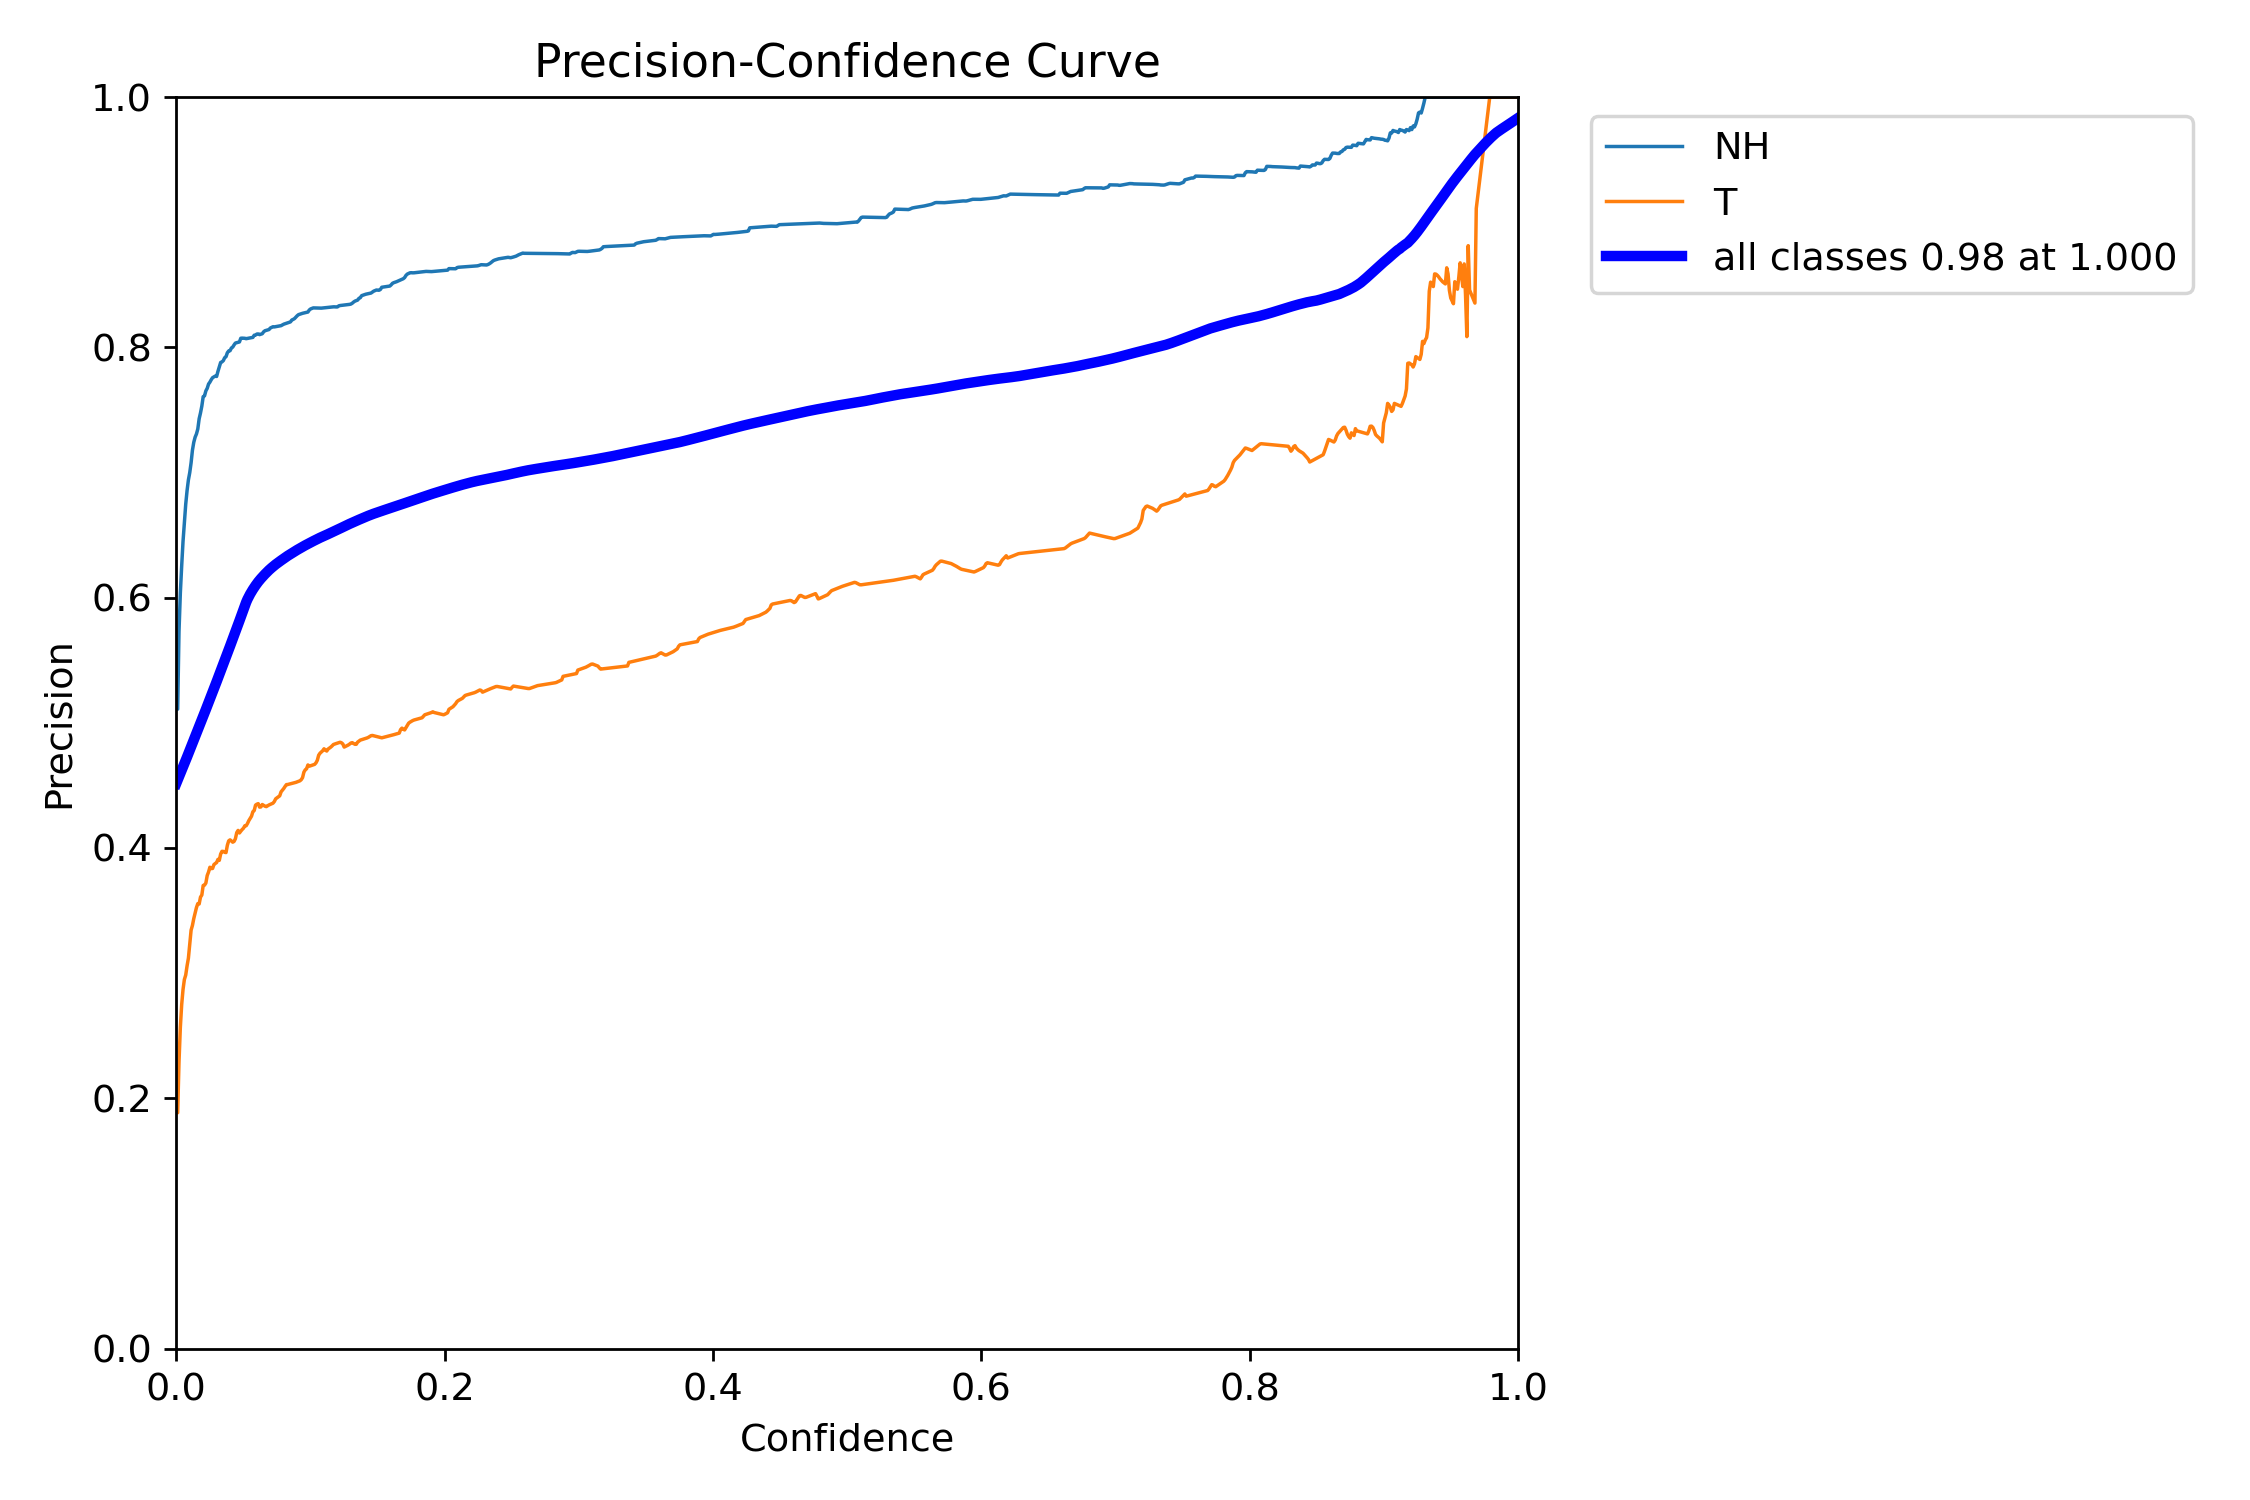 Precision-Confidence Curve
1.0
0.8
0.6
0.4
0.2
0.0
Precision
0.0 0.2 0.4 0.6 0.8 1.0
Confidence
NH
T
all classes 0.98 at 1.000